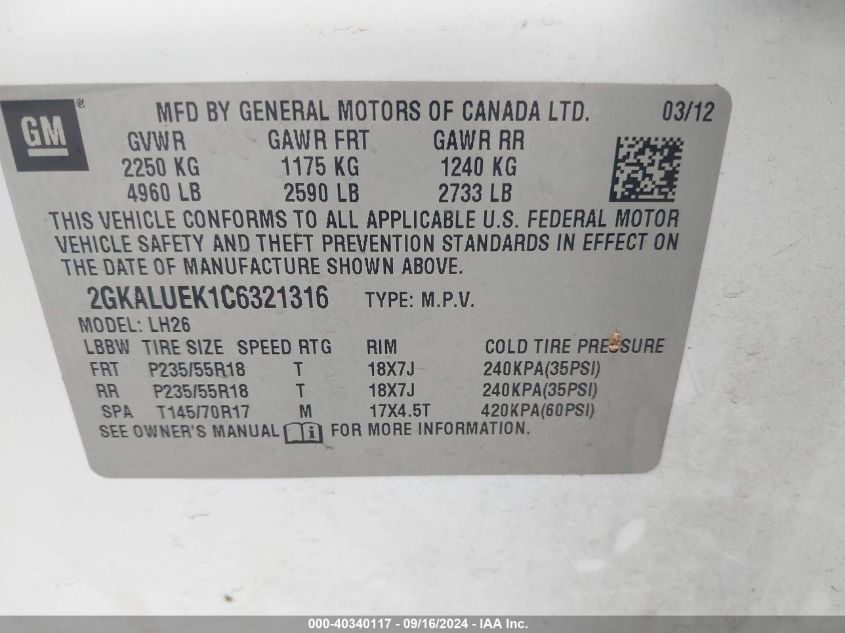 GM® MFD BY GENERAL MOTORS OF CANADA LTD. 03/12
GVWR GAWR FRT GAWR RR
2250 KG 1175 KG 1240 KG
4960 LB 2590 LB 2733 LB
THIS VEHICLE CONFORMS TO ALL APPLICABLE U.S. FEDERAL MOTOR
VEHICLE SAFETY AND THEFT PREVENTION STANDARDS IN EFFECT ON
THE DATE OF MANUFACTURE SHOWN ABOVE.
2GKALUEK1C6321316 TYPE: M.P.V.
MODEL: LH26
LBBW TIRE SIZE SPEED RTG RIM COLD TIRE PRESSURE
FRT P235/55R18 T 18X7J 240KPA(35PSI)
RR P235/55R18 T 18X7J 240KPA(35PSI)
SPA T145/70R17 M 17X4.5T 420KPA(60PSI)
SEE OWNER'S MANUAL FOR MORE INFORMATION.
000-40340117 - 09/16/2024 - IAA Inc.